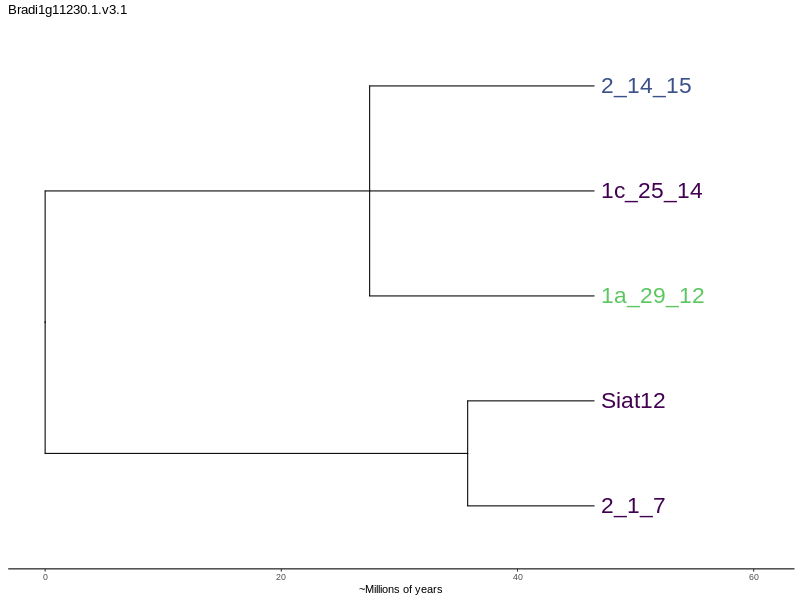 Bradi1g11230.1.v3.1
2_14_15
1c_25_14
1a_29_12
Siat12
2_1_7
0 20 40 60
~Millions of years